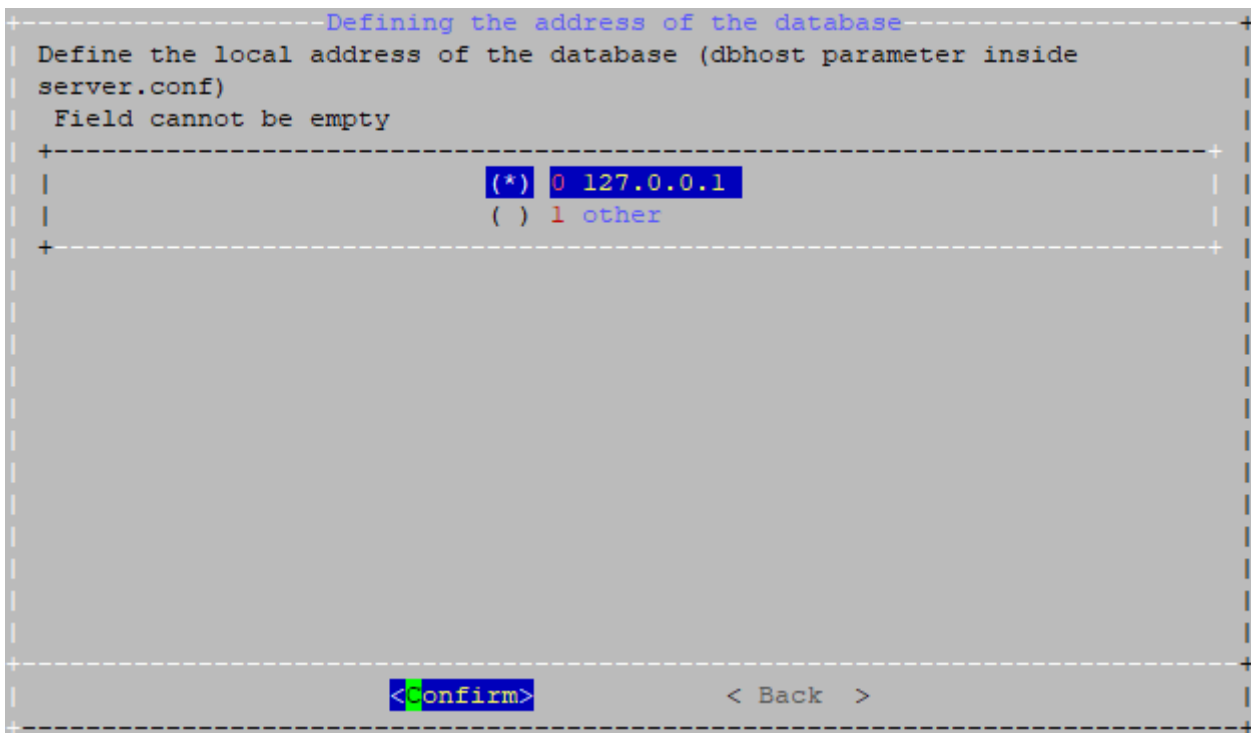 Defining the address of the database
Define the local address of the database (dbhost parameter inside
server.conf)
Field cannot be empty
(*) 0 127.0.0.1
( ) 1 other
<Confirm> < Back >